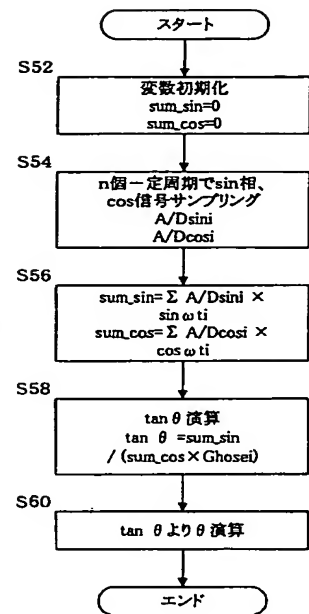 スタート
S52
変数初期化
sum_sin=0
sum_cos=0
S54
n個一定周期でsin相、
cos信号サンプリング
A/Dsini
A/Dcosi
S56
sum_sin=Σ A/Dsini ×
sin ω ti
sum_cos=Σ A/Dcosi ×
cos ω ti
S58
tan θ 演算
tan θ =sum_sin
/ (sum_cos×Ghosei)
S60
tan θ より θ 演算
エンド